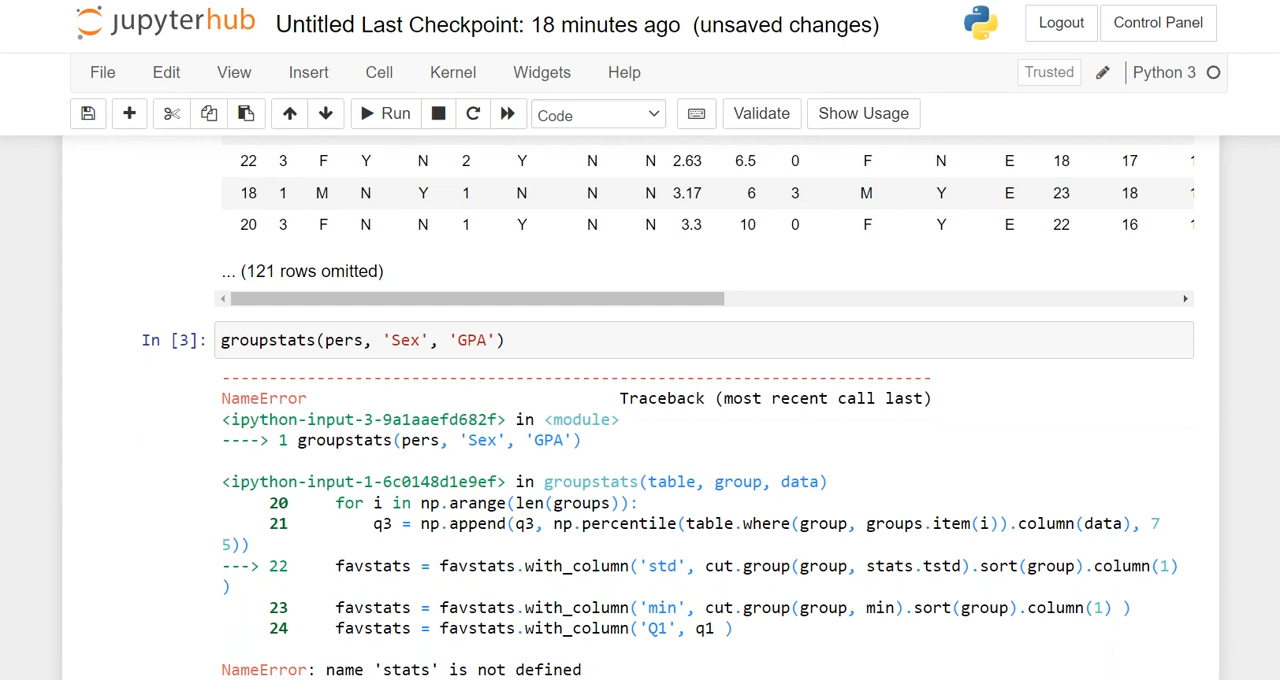 jupyterhub Untitled Last Checkpoint: 18 minutes ago (unsaved changes) Logout Control Panel
File Edit View Insert Cell Kernel Widgets Help Trusted Python 3
Run Code Validate Show Usage
22 3 F Y N 2 Y N N 2.63 6.5 0 F N E 18 17
18 1 M N Y 1 N N N 3.17 6 3 M Y E 23 18
20 3 F N N 1 Y N N 3.3 10 0 F Y E 22 16
... (121 rows omitted)
In [3]: groupstats(pers, 'Sex', 'GPA')
---------------------------------------------------------------------------
NameError Traceback (most recent call last)
<ipython-input-3-9a1aaefd682f> in <module>
----> 1 groupstats(pers, 'Sex', 'GPA')
<ipython-input-1-6c0148d1e9ef> in groupstats(table, group, data)
20 for i in np.arange(len(groups)):
21 q3 = np.append(q3, np.percentile(table.where(group, groups.item(i)).column(data), 7
5))
---> 22 favstats = favstats.with_column('std', cut.group(group, stats.tstd).sort(group).column(1)
)
23 favstats = favstats.with_column('min', cut.group(group, min).sort(group).column(1) )
24 favstats = favstats.with_column('Q1', q1 )
NameError: name 'stats' is not defined